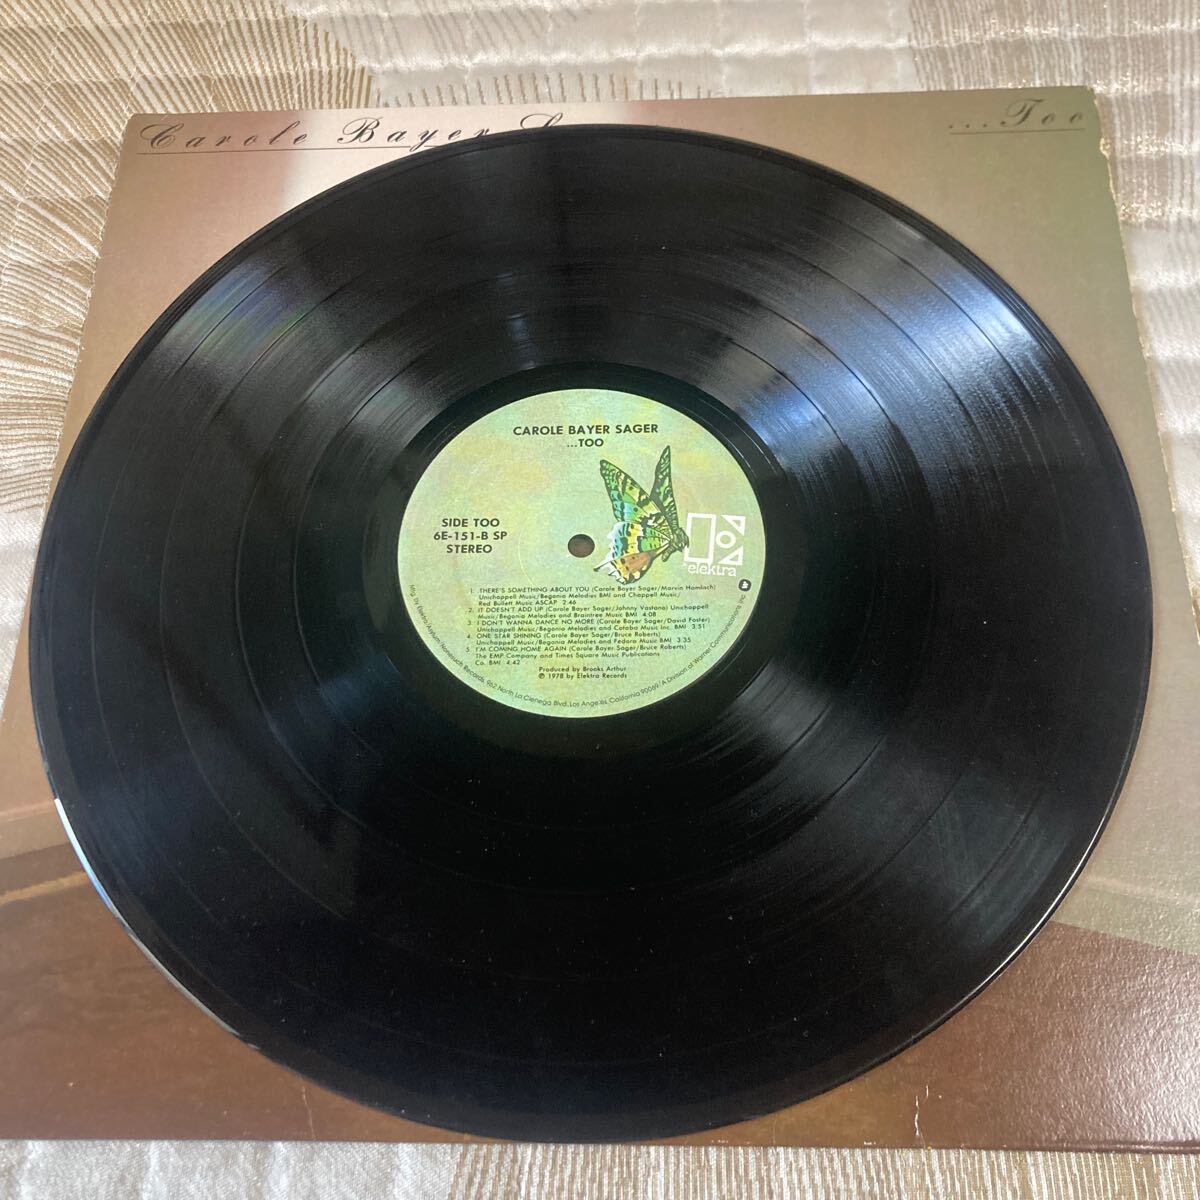 Carole Bayer S
...Too
CAROLE BAYER SAGER
...TOO
SIDE TOO
6E-151-B SP
STEREO
elektra
1. THERE'S SOMETHING ABOUT YOU (Carole Bayer Sager/Marvin Hamlisch)
Unichappell Music/Begonia Melodies BMI and Chappell Music/
Red Bullett Music ASCAP 2:46
2. IT DOESN'T ADD UP (Carole Bayer Sager/Johnny Vastano) Unichappell
Music/Begonia Melodies and Braintree Music BMI 4:08
3. I DON'T WANNA DANCE NO MORE (Carole Bayer Sager/David Foster)
Unichappell Music/Begonia Melodies and Cotaba Music Inc. BMI 3:51
4. ONE STAR SHINING (Carole Bayer Sager/Bruce Roberts)
Unichappell Music/Begonia Melodies and Fedora Music BMI 3:35
5. I'M COMING HOME AGAIN (Carole Bayer Sager/Bruce Roberts)
The EMP Company and Times Square Music Publications
Co. BMI 4:42
Produced by Brooks Arthur
℗ 1978 by Elektra Records
Mfg. by Elektra/Asylum/Nonesuch Records, 962 North La Cienega Blvd., Los Angeles, California 90069/A Division of Warner Communications Inc.